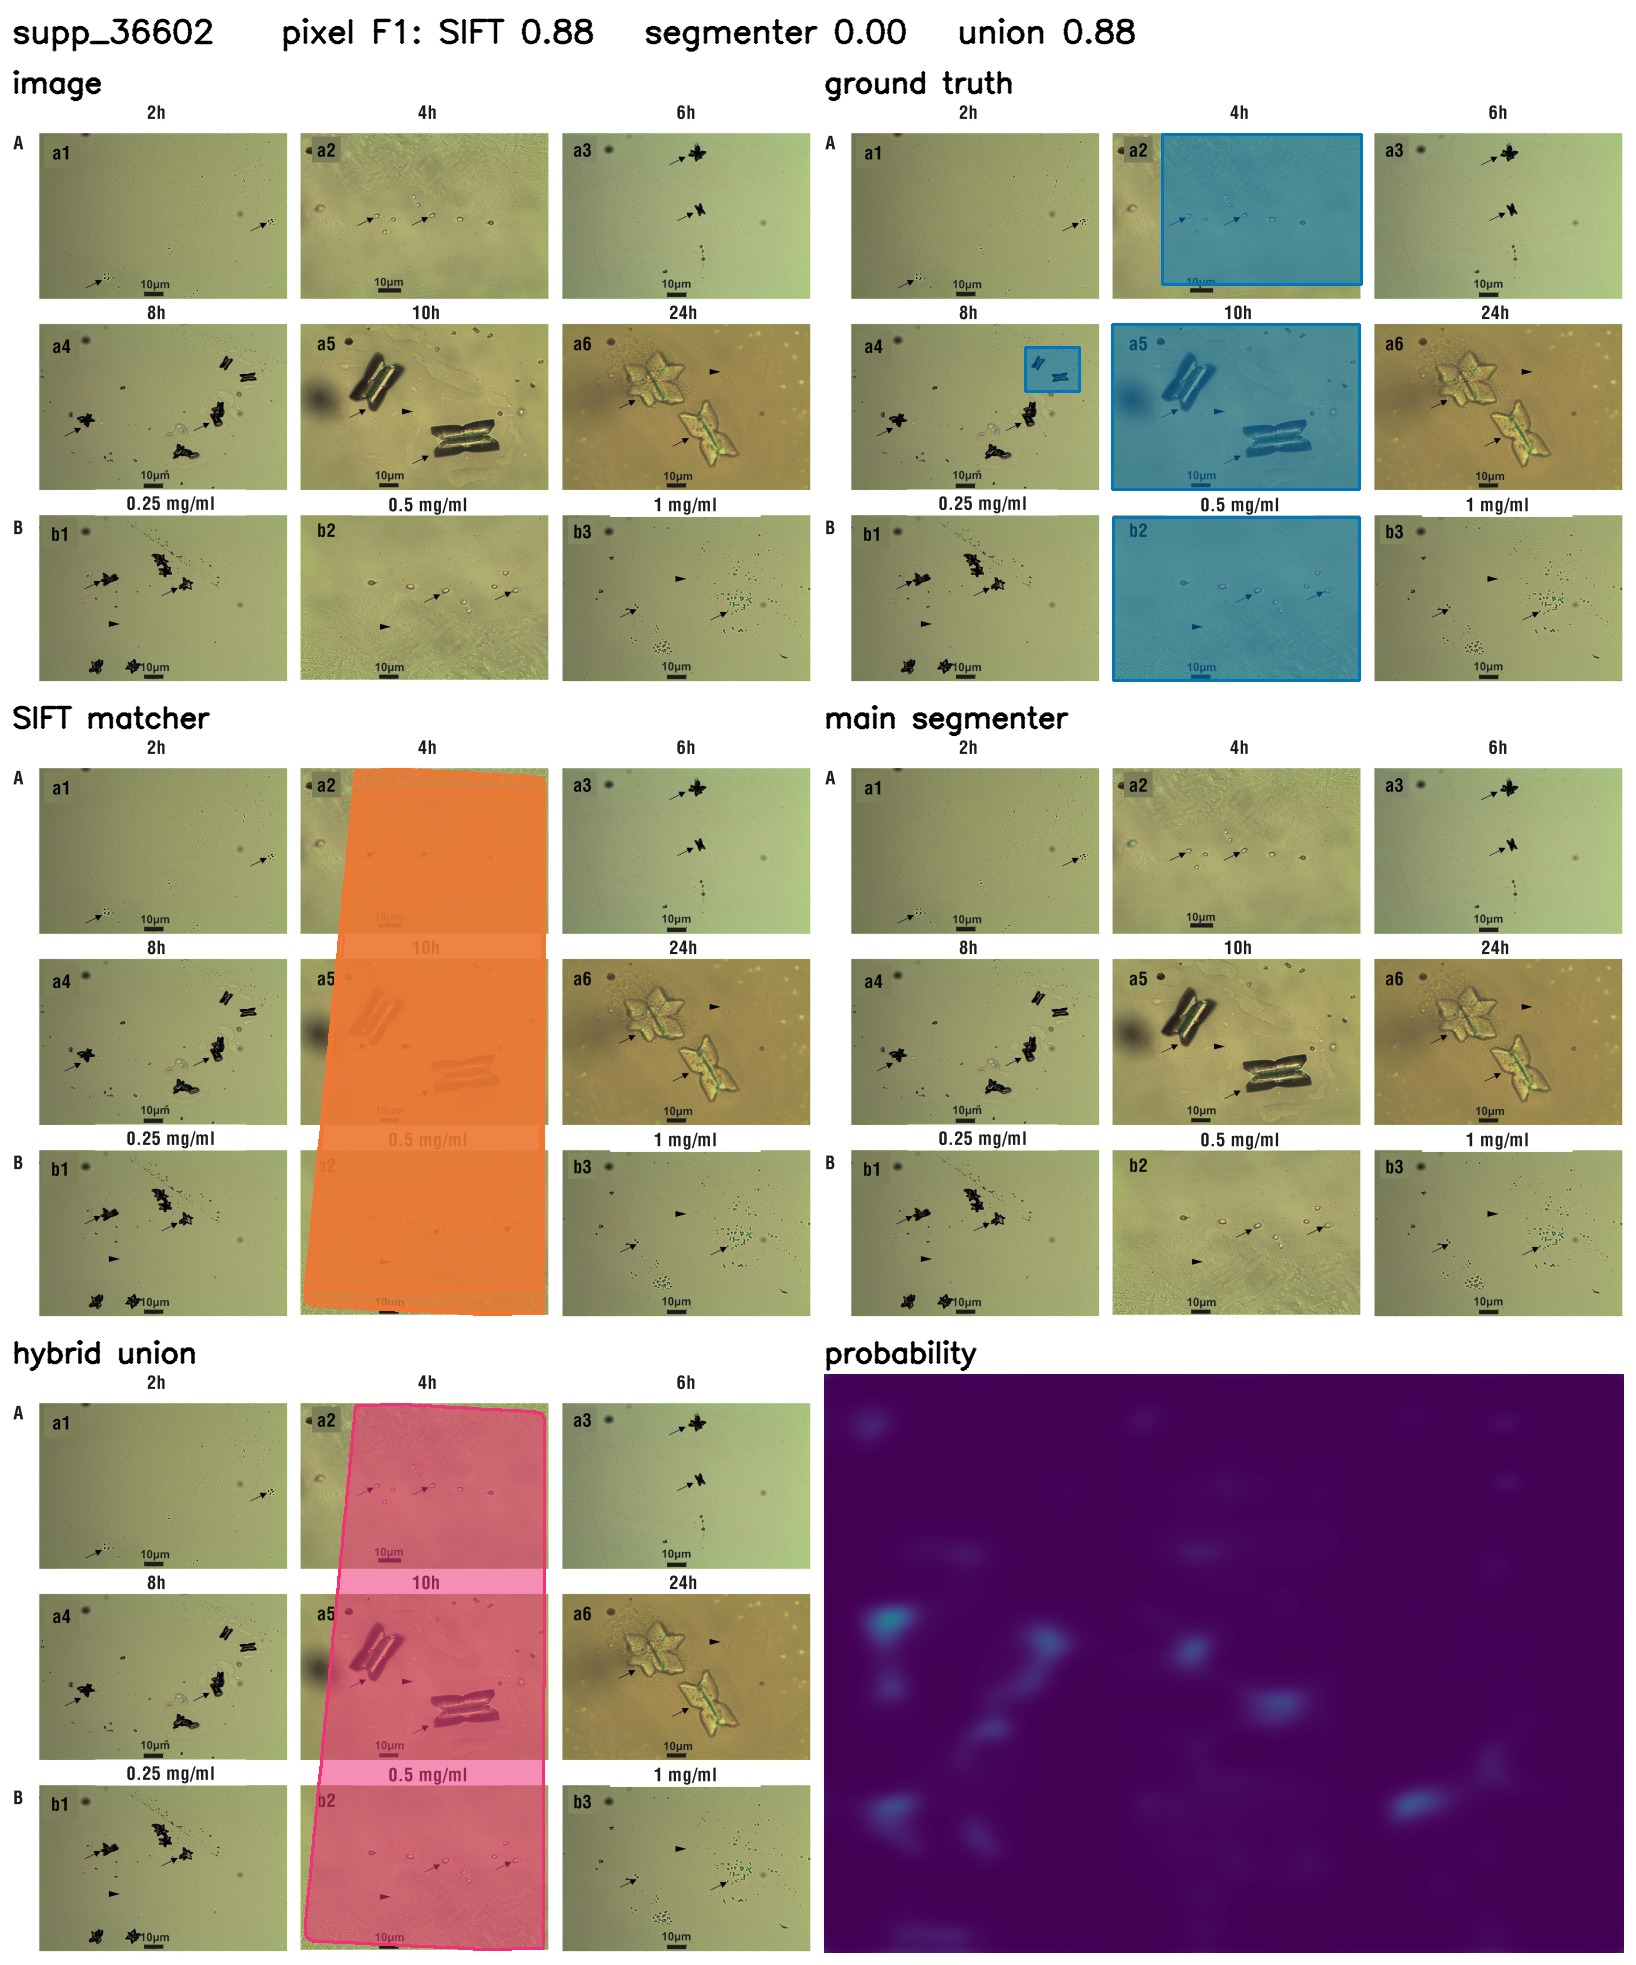 supp_36602 pixel F1: SIFT 0.88 segmenter 0.00 union 0.88
image ground truth
2h 4h 6h 2h 4h 6h
A a1 a2 a3 A a1 a2 a3
10µm 10µm 10µm 10µm 10µm 10µm
8h 10h 24h 8h 10h 24h
a4 a5 a6 a4 a5 a6
10µm 10µm 10µm 10µm 10µm 10µm
0.25 mg/ml 0.5 mg/ml 1 mg/ml 0.25 mg/ml 0.5 mg/ml 1 mg/ml
B b1 b2 b3 B b1 b2 b3
10µm 10µm 10µm 10µm 10µm 10µm
SIFT matcher main segmenter
2h 4h 6h 2h 4h 6h
A a1 a2 a3 A a1 a2 a3
10µm 10µm 10µm 10µm 10µm
8h 10h 24h 8h 10h 24h
a4 a5 a6 a4 a5 a6
10µm 10µm 10µm 10µm 10µm
0.25 mg/ml 0.5 mg/ml 1 mg/ml 0.25 mg/ml 0.5 mg/ml 1 mg/ml
B b1 b2 b3 B b1 b2 b3
10µm 10µm 10µm 10µm 10µm 10µm
hybrid union probability
2h 4h 6h
A a1 a2 a3
10µm 10µm 10µm
8h 10h 24h
a4 a5 a6
10µm 10µm 10µm
0.25 mg/ml 0.5 mg/ml 1 mg/ml
B b1 b2 b3
10µm 10µm 10µm